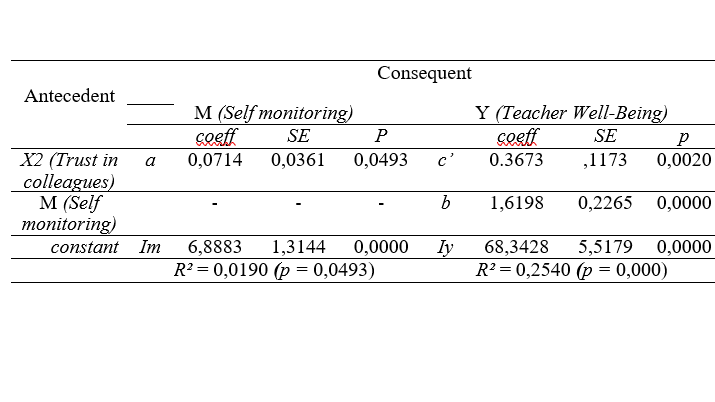 Consequent
Antecedent
M (Self monitoring) Y (Teacher Well-Being)
coeff SE P coeff SE p
X2 (Trust in a 0,0714 0,0361 0,0493 c’ 0.3673 ,1173 0,0020
colleagues)
M (Self - - - b 1,6198 0,2265 0,0000
monitoring)
constant Im 6,8883 1,3144 0,0000 Iy 68,3428 5,5179 0,0000
R² = 0,0190 (p = 0,0493) R² = 0,2540 (p = 0,000)